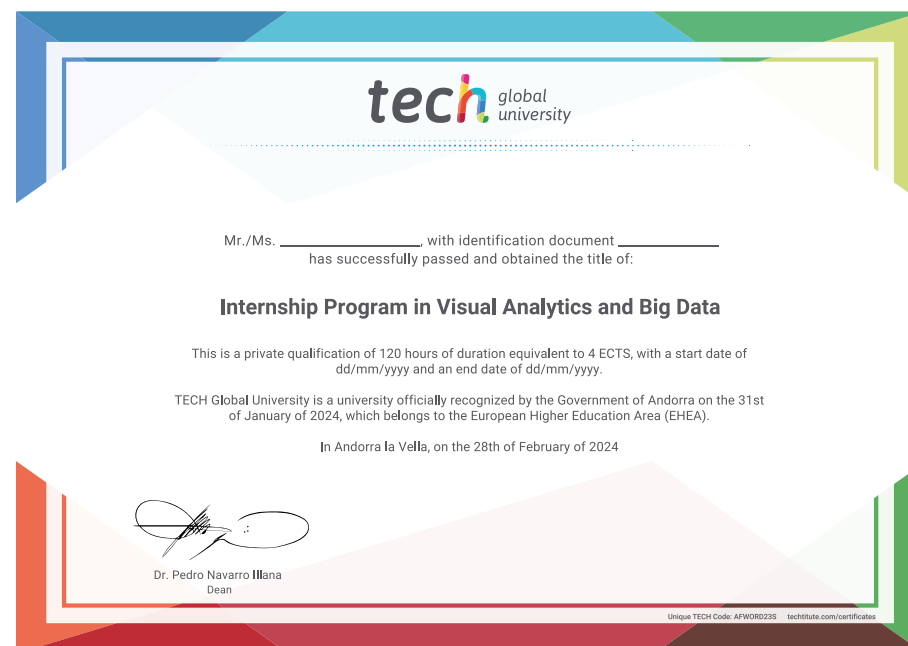 tech global
university
Mr./Ms. ____________________, with identification document ______________
has successfully passed and obtained the title of:
Internship Program in Visual Analytics and Big Data
This is a private qualification of 120 hours of duration equivalent to 4 ECTS, with a start date of
dd/mm/yyyy and an end date of dd/mm/yyyy.
TECH Global University is a university officially recognized by the Government of Andorra on the 31st
of January of 2024, which belongs to the European Higher Education Area (EHEA).
In Andorra la Vella, on the 28th of February of 2024
Dr. Pedro Navarro Illana
Dean
Unique TECH Code: AFWORD23S techtitute.com/certificates